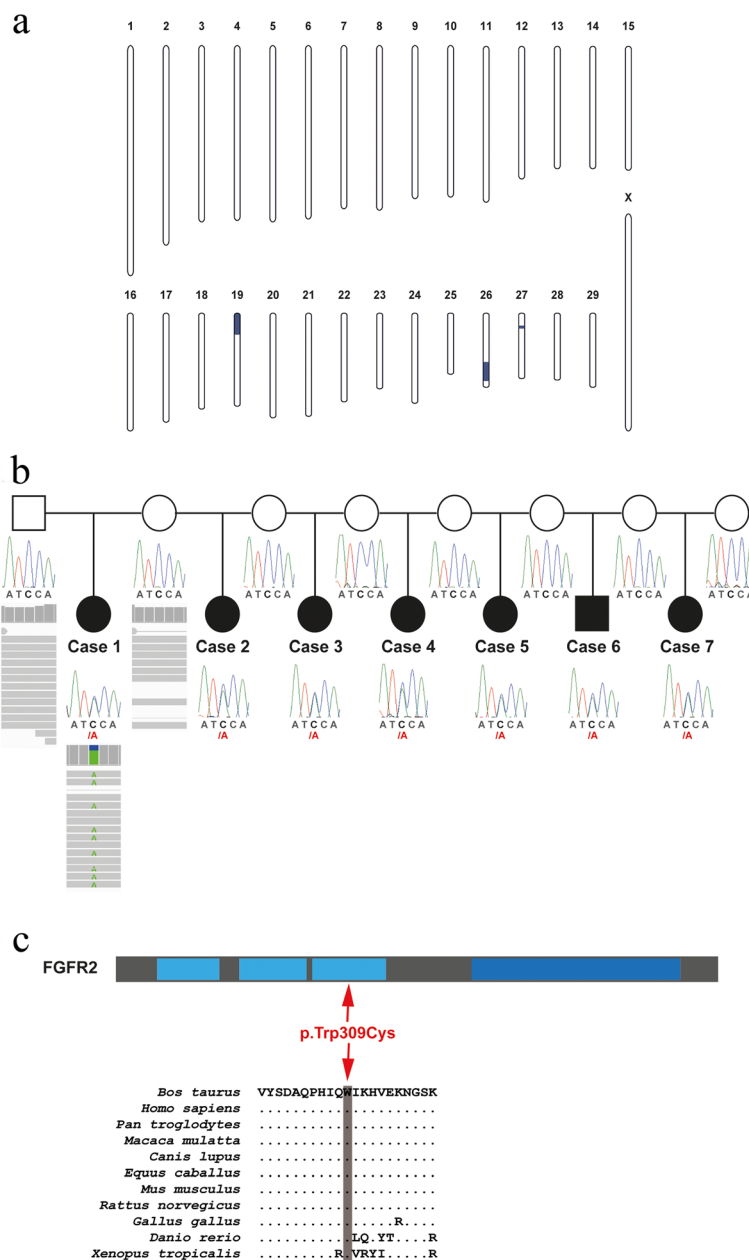 a
1 2 3 4 5 6 7 8 9 10 11 12 13 14 15
X
16 17 18 19 20 21 22 23 24 25 26 27 28 29
b
ATCCA ATCCA ATCCA ATCCA ATCCA ATCCA ATCCA ATCCA
Case 1 Case 2 Case 3 Case 4 Case 5 Case 6 Case 7
ATCCA ATCCA ATCCA ATCCA ATCCA ATCCA ATCCA
/A /A /A /A /A /A /A
A
A
A
A
A
A
A
A
A
c
FGFR2
p.Trp309Cys
Bos taurus VYSDAQPHIQWIKHVEKNGSK
Homo sapiens .....................
Pan troglodytes .....................
Macaca mulatta .....................
Canis lupus .....................
Equus caballus .....................
Mus musculus .....................
Rattus norvegicus .....................
Gallus gallus ................R....
Danio rerio ...........LQ.YT....R
Xenopus tropicalis .........R.VRYI.....R